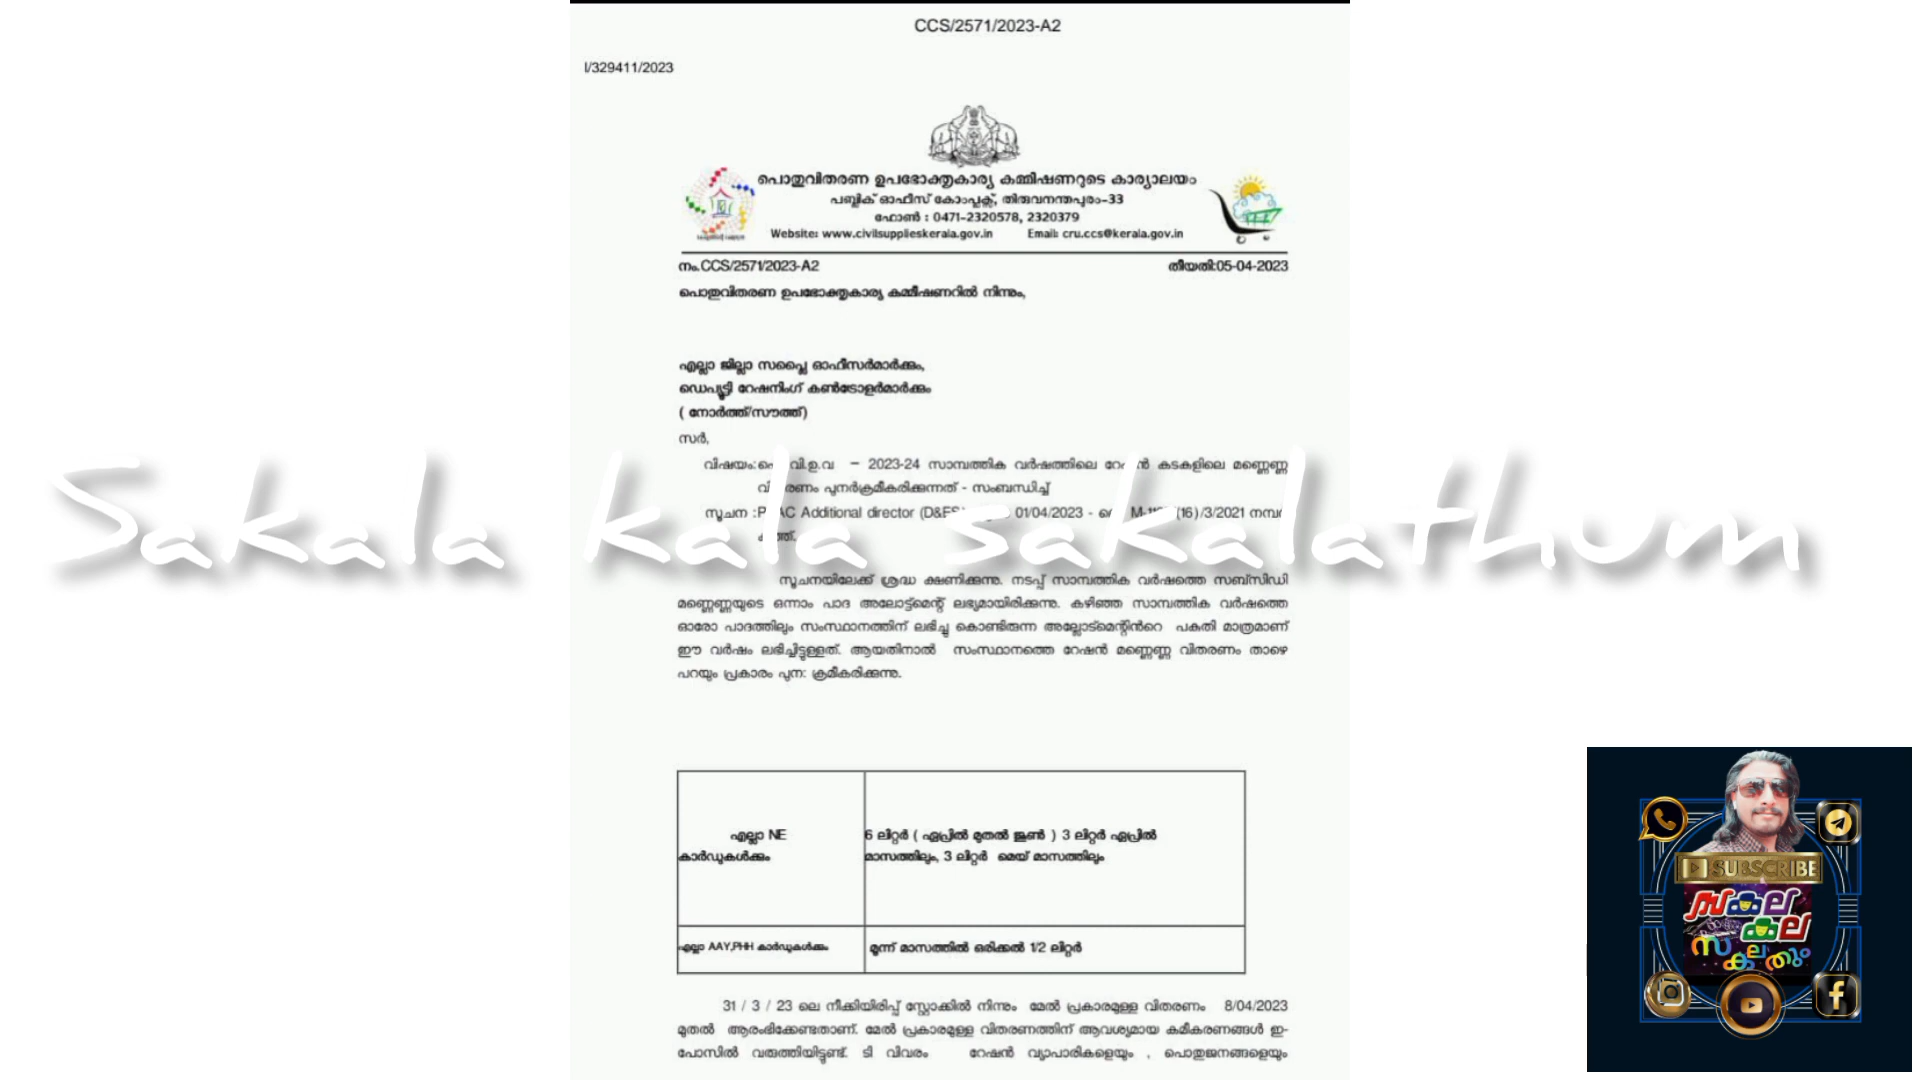 CCS/2571/2023-A2
I/329411/2023
പൊതുവിതരണ ഉപഭോക്തൃകാര്യ കമ്മിഷണറുടെ കാര്യാലയം
പബ്ലിക് ഓഫീസ് കോംപ്ലക്സ്, തിരുവനന്തപുരം-33
ഫോൺ : 0471-2320578, 2320379
Website: www.civilsupplieskerala.gov.in Email: cru.ccs@kerala.gov.in
നം.CCS/2571/2023-A2 തീയതി:05-04-2023
പൊതുവിതരണ ഉപഭോക്തൃകാര്യ കമ്മീഷണറിൽ നിന്നും,
എല്ലാ ജില്ലാ സപ്ലൈ ഓഫീസർമാർക്കും,
ഡെപ്യൂട്ടി റേഷനിംഗ് കൺട്രോളർമാർക്കും
( നോർത്ത്/സൗത്ത്)
സർ,
വിഷയം: വി.ഉ.വ – 2023-24 സാമ്പത്തിക വർഷത്തിലെ കടകളിലെ മണ്ണെണ്ണ
പുനർക്രമീകരിക്കുന്നത് - സംബന്ധിച്ച്
സൂചന : Additional director 01/04/2023 -
Sakala kala sakalathum
സൂചനയിലേക്ക് ശ്രദ്ധ ക്ഷണിക്കുന്നു. നടപ്പ് സാമ്പത്തിക വർഷത്തെ സബ്സിഡി
മണ്ണെണ്ണയുടെ ഒന്നാം പാദ അലോട്ട്മെന്റ് ലഭ്യമായിരിക്കുന്നു. കഴിഞ്ഞ സാമ്പത്തിക വർഷത്തെ
ഓരോ പാദത്തിലും സംസ്ഥാനത്തിന് ലഭിച്ചു കൊണ്ടിരുന്ന അല്ലോട്മെന്റിൻറെ പകുതി മാത്രമാണ്
ഈ വർഷം ലഭിച്ചിട്ടുള്ളത്. ആയതിനാൽ സംസ്ഥാനത്തെ റേഷൻ മണ്ണെണ്ണ വിതരണം താഴെ
പറയും പ്രകാരം പുന: ക്രമീകരിക്കുന്നു.
എല്ലാ NE 6 ലിറ്റർ ( ഏപ്രിൽ മുതൽ ജൂൺ ) 3 ലിറ്റർ ഏപ്രിൽ
കാർഡുകൾക്കും മാസത്തിലും, 3 ലിറ്റർ മെയ് മാസത്തിലും
എല്ലാ AAY,PHH കാർഡുകൾക്കും മൂന്ന് മാസത്തിൽ ഒരിക്കൽ 1/2 ലിറ്റർ
31 / 3 / 23 ലെ നീക്കിയിരിപ്പ് സ്റ്റോക്കിൽ നിന്നും മേൽ പ്രകാരമുള്ള വിതരണം 8/04/2023
മുതൽ ആരംഭിക്കേണ്ടതാണ്. മേൽ പ്രകാരമുള്ള വിതരണത്തിന് ആവശ്യമായ ക്രമീകരണങ്ങൾ ഇ-
പോസിൽ വരുത്തിയിട്ടുണ്ട്. ടി വിവരം റേഷൻ വ്യാപാരികളെയും , പൊതുജനങ്ങളെയും
SUBSCRIBE
സകല
കല
സകലതും